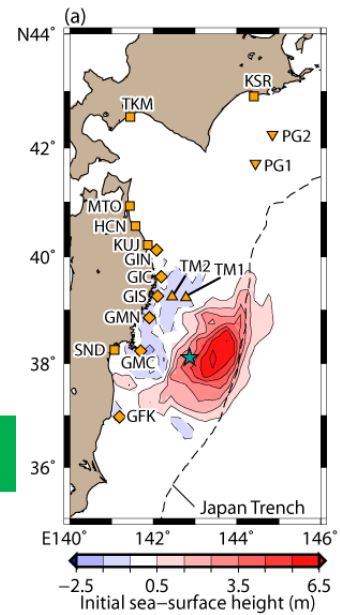 (a)
N44°
KSR
TKM
PG2
42°
PG1
MTO
HCN
KUJ
40°
GIN
GIC
TM2
TM1
GIS
GMN
SND
38°
GMC
GFK
36°
Japan Trench
E140° 142° 144° 146°
−2.5 0.5 3.5 6.5
Initial sea−surface height (m)